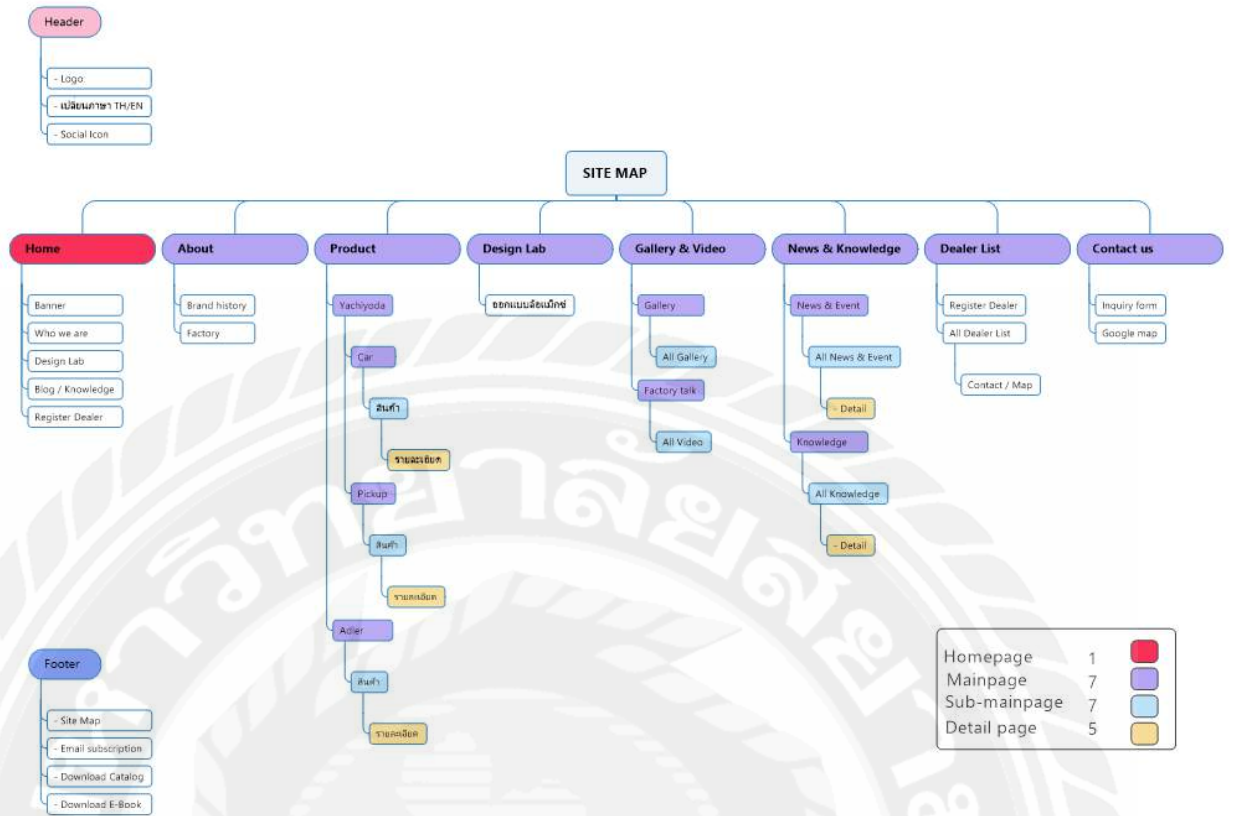 Header
- Logo
- เปลี่ยนภาษา TH/EN
- Social Icon
SITE MAP
Home
Banner
Who we are
Design Lab
Blog / Knowledge
Register Dealer
About
Brand history
Factory
Product
Yachiyoda
Car
สินค้า
รายละเอียด
Pickup
สินค้า
รายละเอียด
Adler
สินค้า
รายละเอียด
Design Lab
ออกแบบล้อแม็กซ์
Gallery & Video
Gallery
All Gallery
Factory talk
All Video
News & Knowledge
News & Event
All News & Event
- Detail
Knowledge
All Knowledge
- Detail
Dealer List
Register Dealer
All Dealer List
Contact / Map
Contact us
Inquiry form
Google map
Footer
- Site Map
- Email subscription
- Download Catalog
- Download E-Book
Homepage 1
Mainpage 7
Sub-mainpage 7
Detail page 5